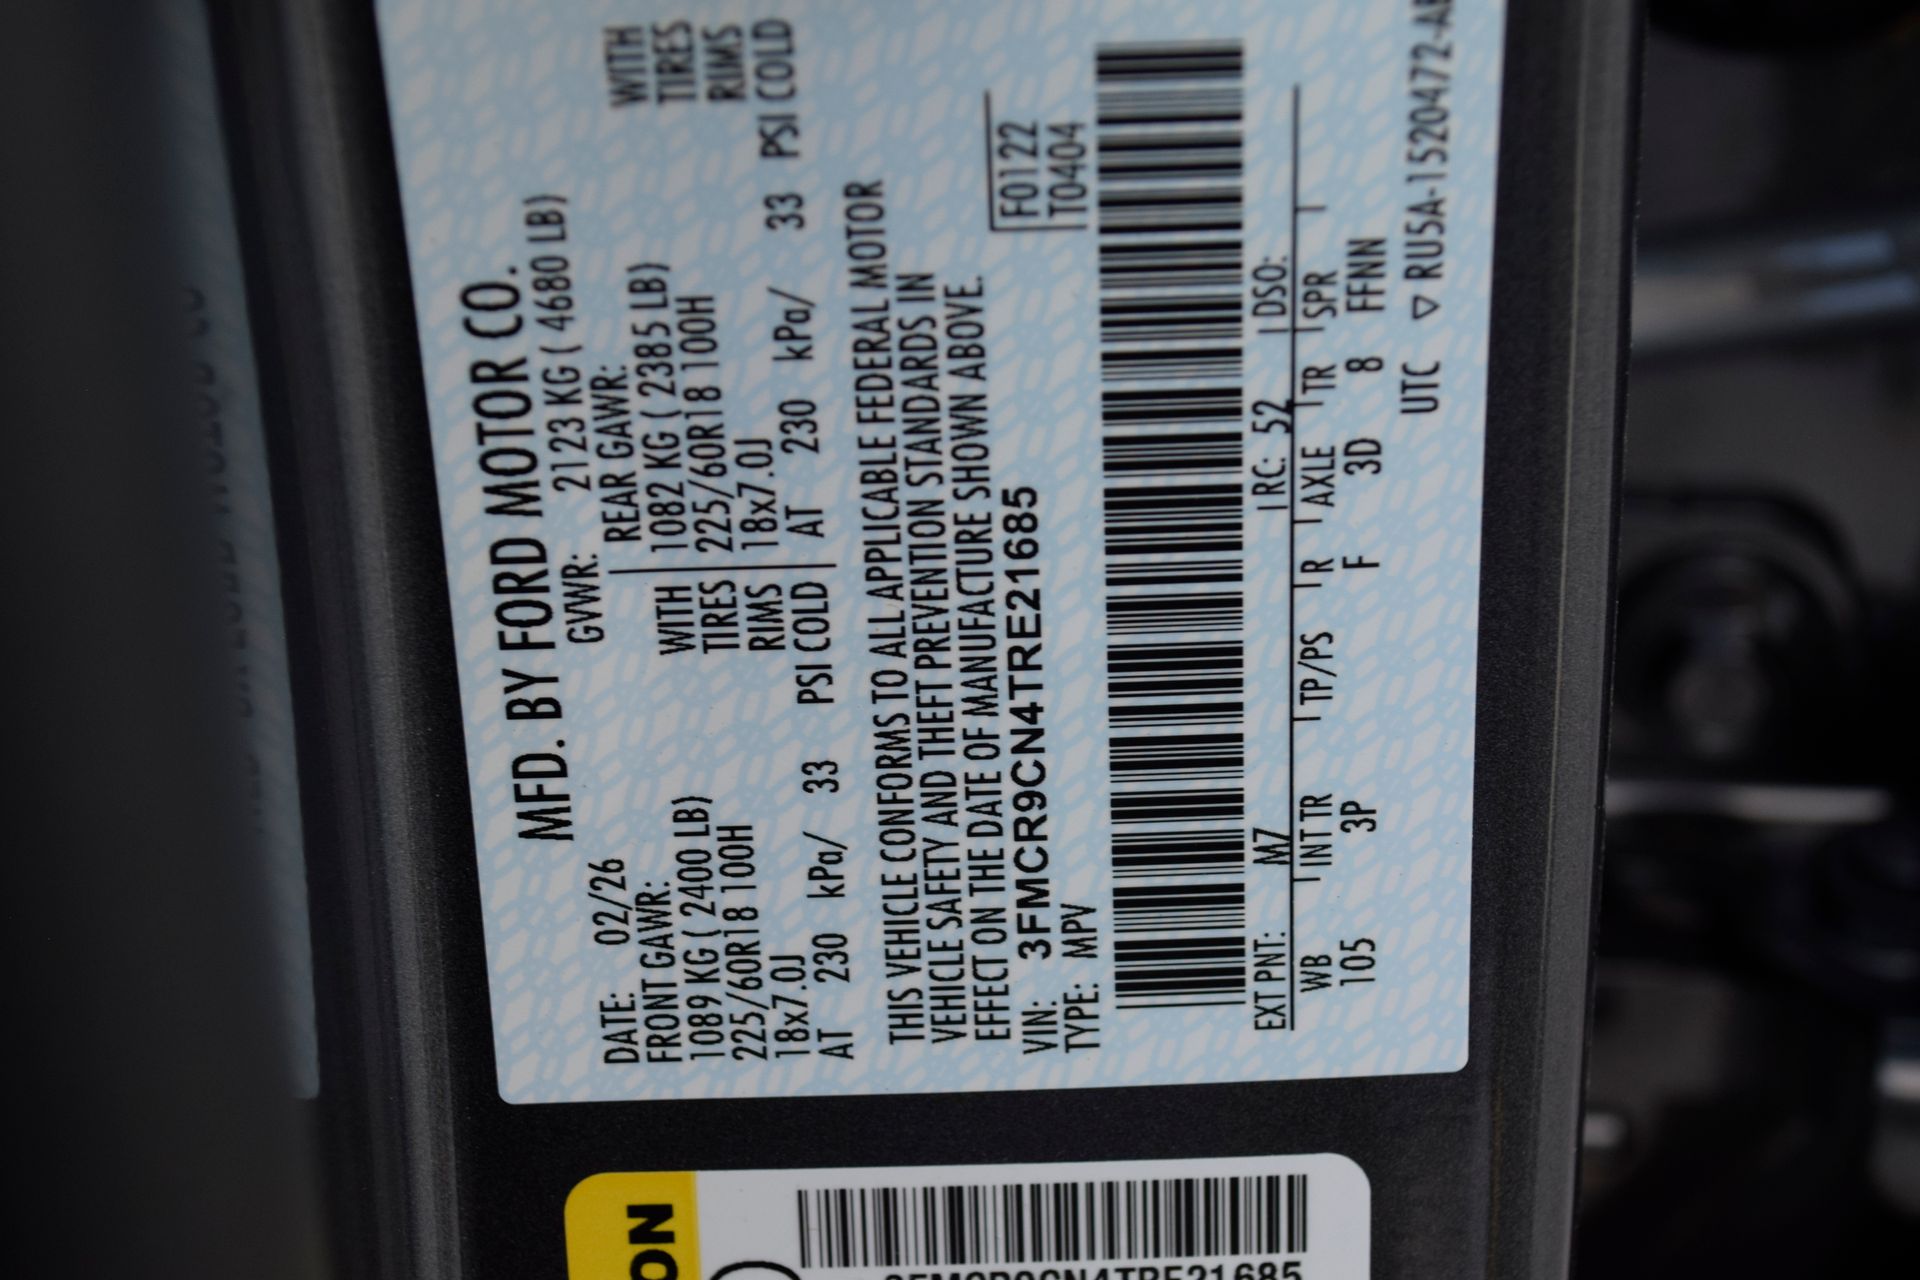 MFD. BY FORD MOTOR CO.
DATE: 02/26 GVWR: 2123 KG ( 4680 LB)
FRONT GAWR: REAR GAWR:
1089 KG ( 2400 LB) WITH 1082 KG ( 2385 LB) WITH
225/60R18 100H TIRES 225/60R18 100H TIRES
18x7.0J RIMS 18x7.0J RIMS
AT 230 kPa/ 33 PSI COLD AT 230 kPa/ 33 PSI COLD
THIS VEHICLE CONFORMS TO ALL APPLICABLE FEDERAL MOTOR
VEHICLE SAFETY AND THEFT PREVENTION STANDARDS IN
EFFECT ON THE DATE OF MANUFACTURE SHOWN ABOVE.
VIN: 3FMCR9CN4TRE21685 F0122
TYPE: MPV T0404
EXT PNT: MZ RC: 52 DSO:
WB INT TR TP/PS R AXLE TR SPR
105 3P F 3D 8 FFNN
UTC ▽ RU5A-1520472-A
3FMCR9CN4TRE21685